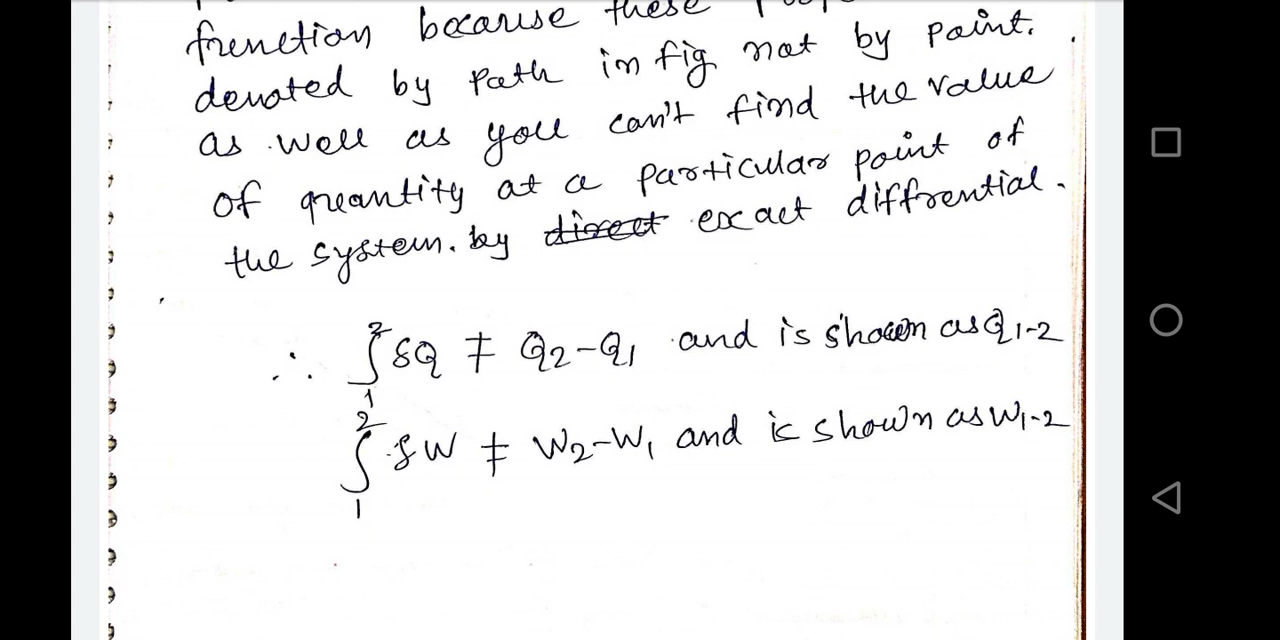 function because these
denoted by Path in fig not by Point.
as well as you can't find the value
of quantity at a particular point of
the system. by direct exact diffrential.
∴ ∫₁² δQ ≠ Q₂-Q₁ and is shown as Q₁-₂
∫₁² δW ≠ W₂-W₁ and is shown as W₁-₂